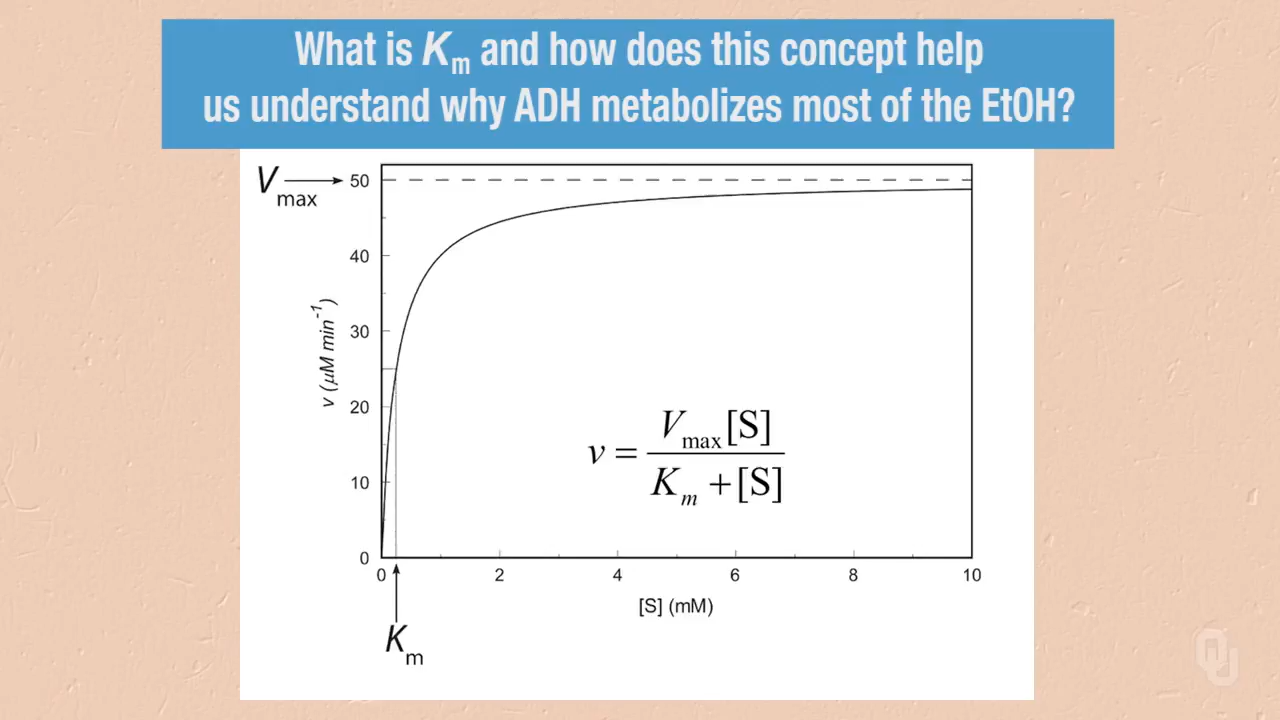 What is Km and how does this concept help
us understand why ADH metabolizes most of the EtOH?
Vmax
50
40
30
20
10
0
v (μM min-1)
v = Vmax[S] / Km + [S]
0 2 4 6 8 10
[S] (mM)
Km
OU